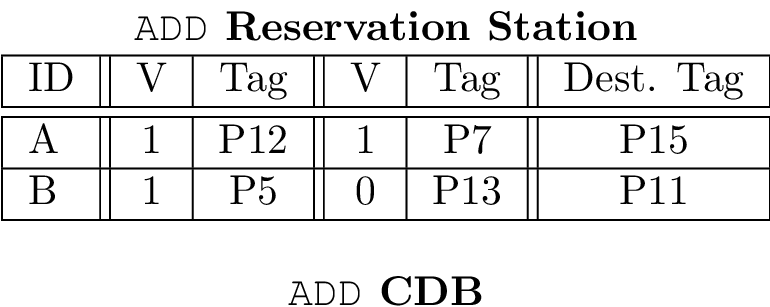 ADD Reservation Station
ID V Tag V Tag Dest. Tag
A 1 P12 1 P7 P15
B 1 P5 0 P13 P11
ADD CDB